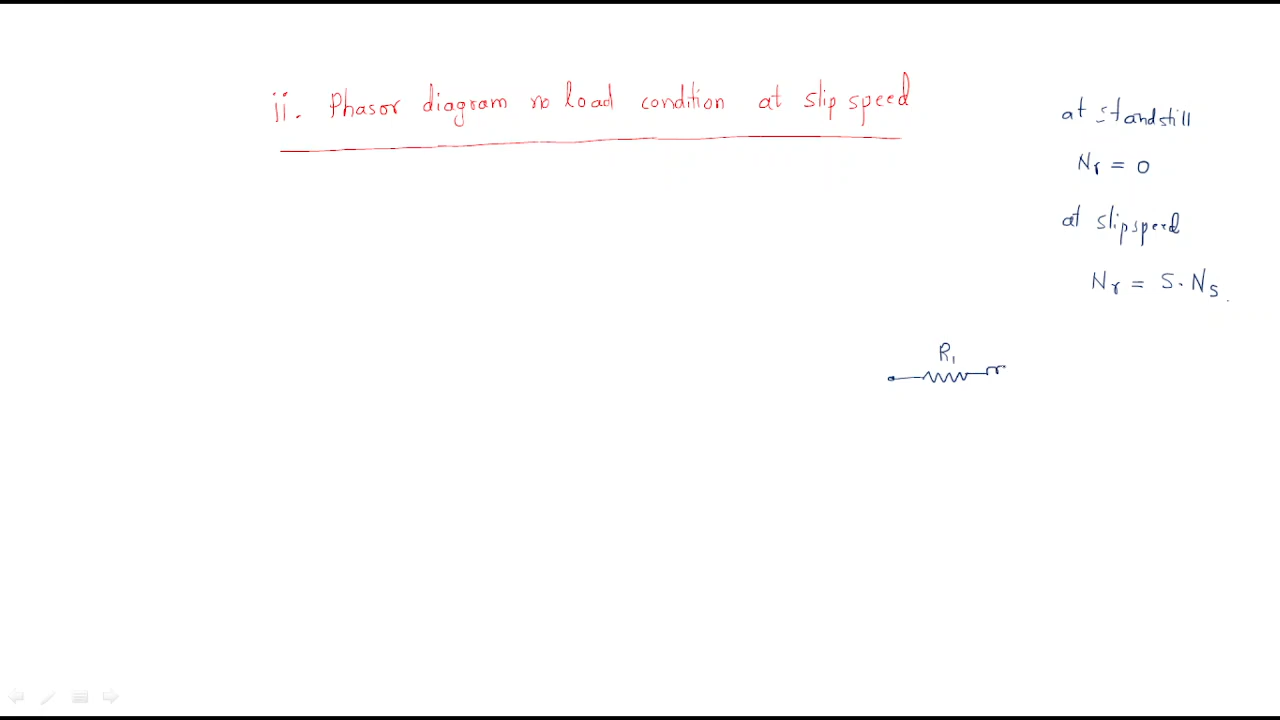 ii. Phasor diagram no load condition at slip speed
at standstill
Nr = 0
at slipspeed
Nr = S. Ns
R1